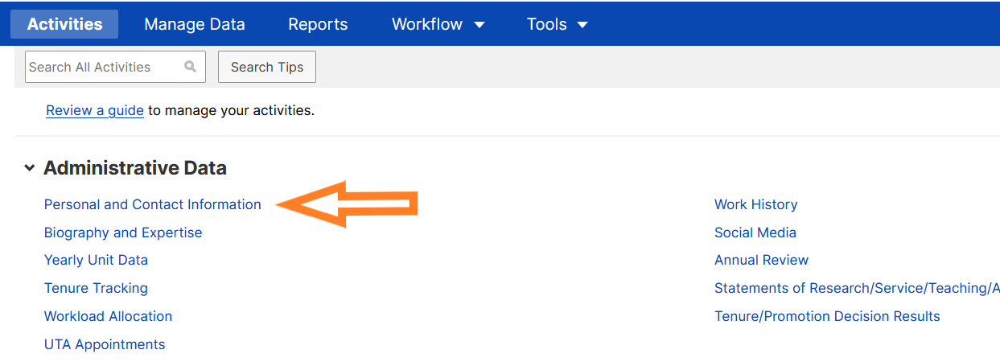 Activities Manage Data Reports Workflow Tools
Search All Activities Search Tips
Review a guide to manage your activities.
Administrative Data
Personal and Contact Information
Biography and Expertise
Yearly Unit Data
Tenure Tracking
Workload Allocation
UTA Appointments
Work History
Social Media
Annual Review
Statements of Research/Service/Teaching/A
Tenure/Promotion Decision Results